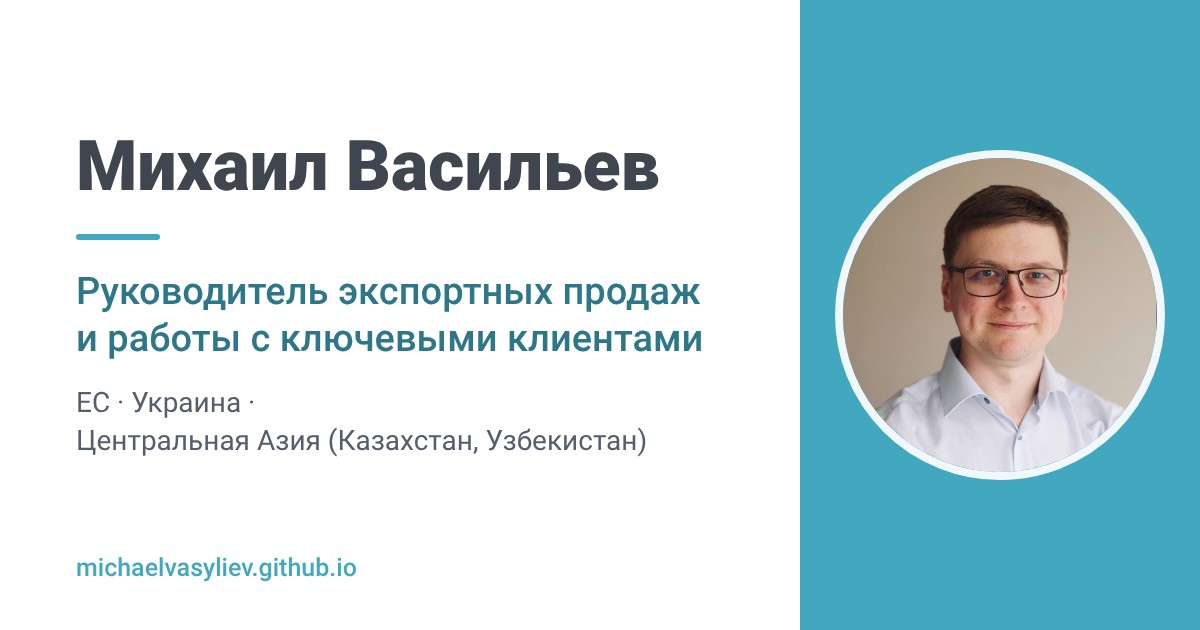 Михаил Васильев
Руководитель экспортных продаж
и работы с ключевыми клиентами
ЕС · Украина ·
Центральная Азия (Казахстан, Узбекистан)
michaelvasyliev.github.io